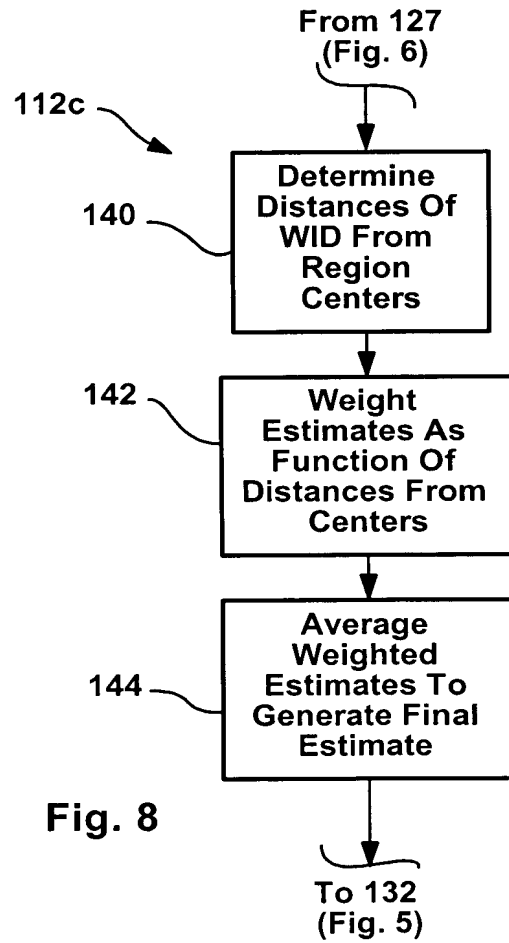 From 127
(Fig. 6)
112c
140
Determine
Distances Of
WID From
Region
Centers
142
Weight
Estimates As
Function Of
Distances From
Centers
144
Average
Weighted
Estimates To
Generate Final
Estimate
Fig. 8
To 132
(Fig. 5)